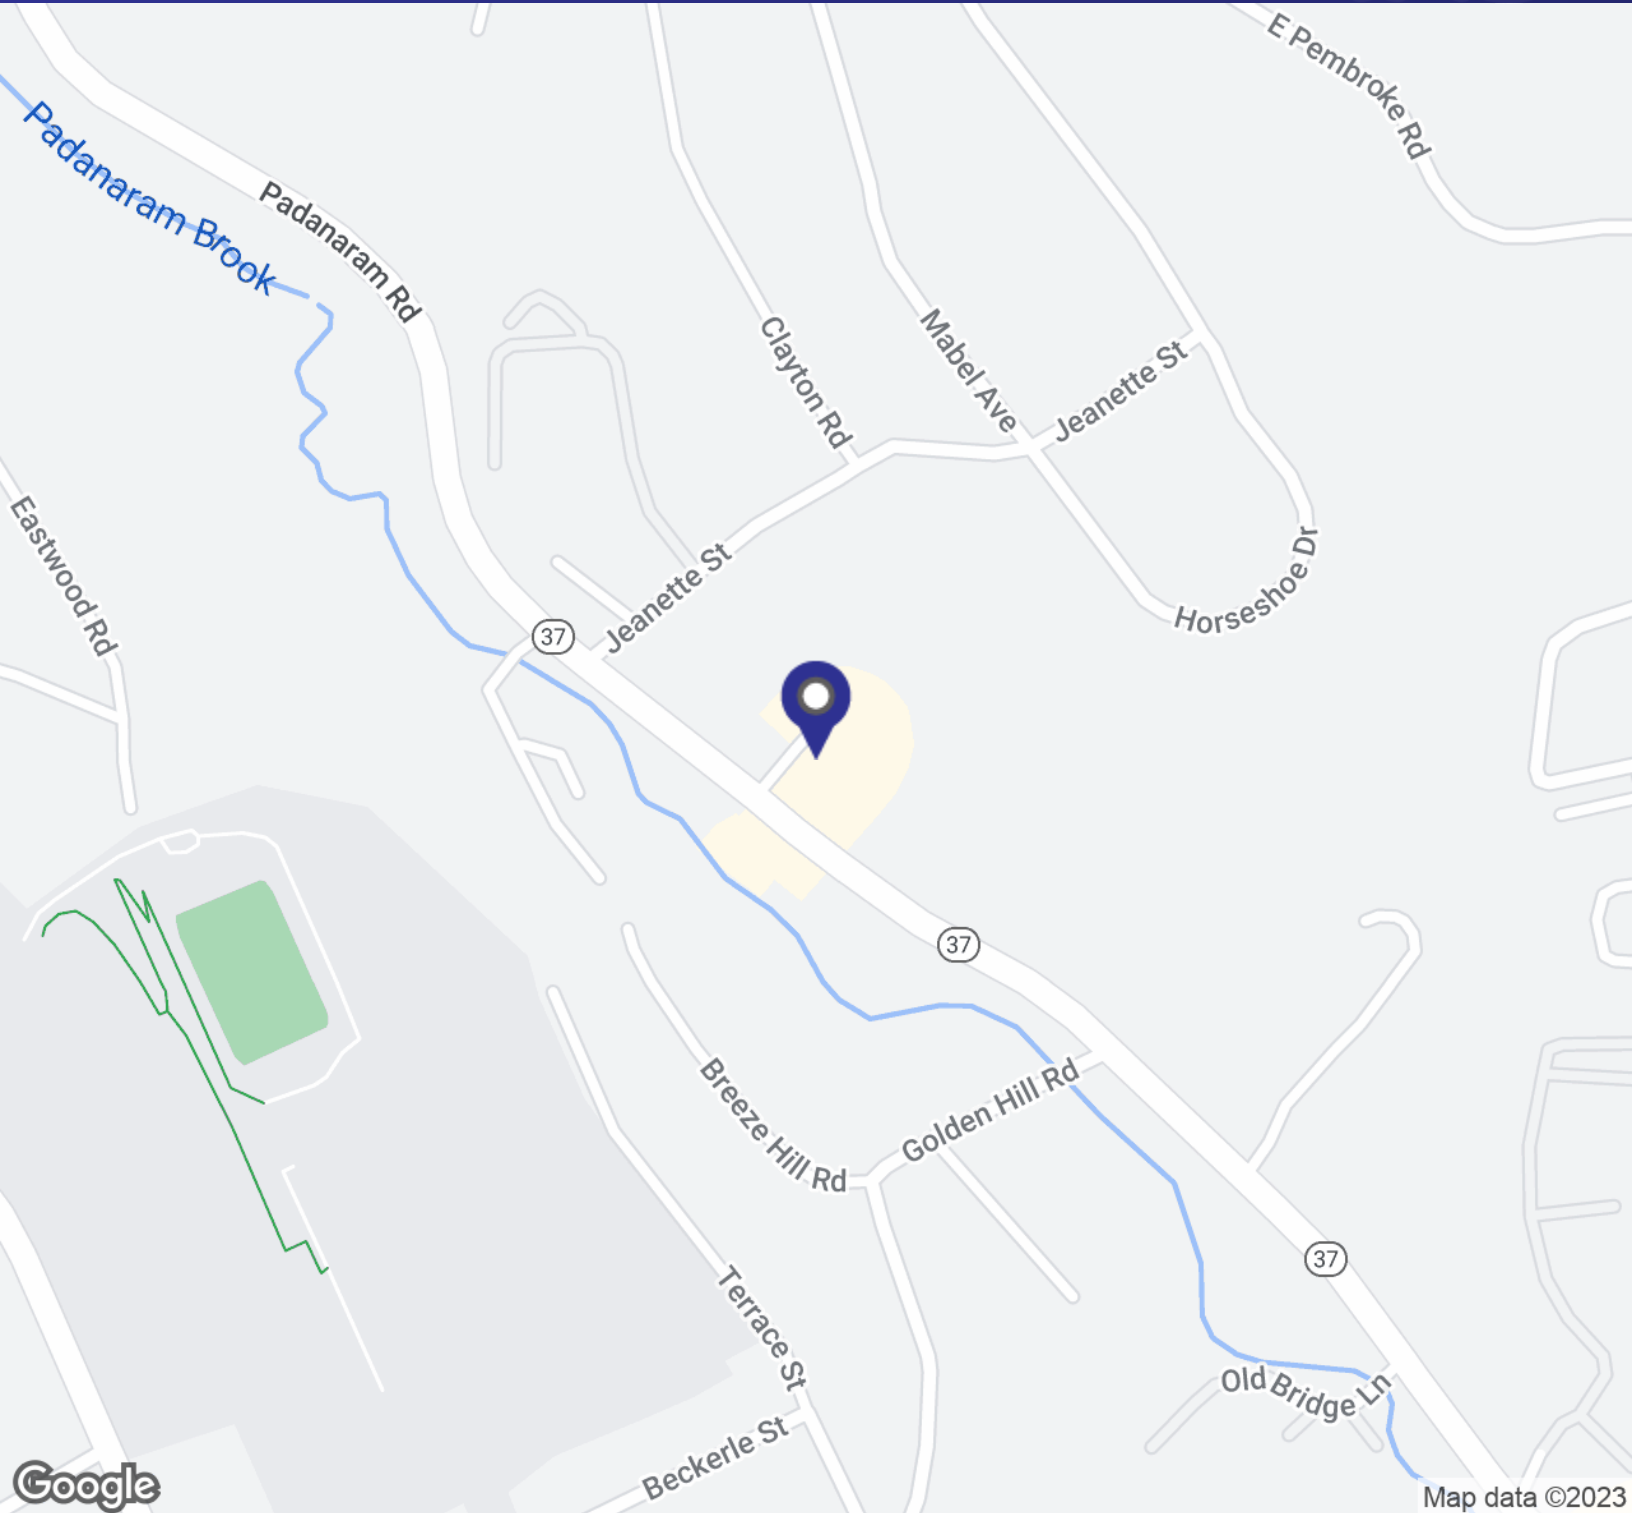 E Pembroke Rd
Padanaram Brook
Padanaram Rd
Clayton Rd
Mabel Ave
Jeanette St
Eastwood Rd
Horseshoe Dr
Jeanette St
37
37
Breeze Hill Rd
Golden Hill Rd
37
Terrace St
Old Bridge Ln
Beckerle St
Google
Map data ©2023